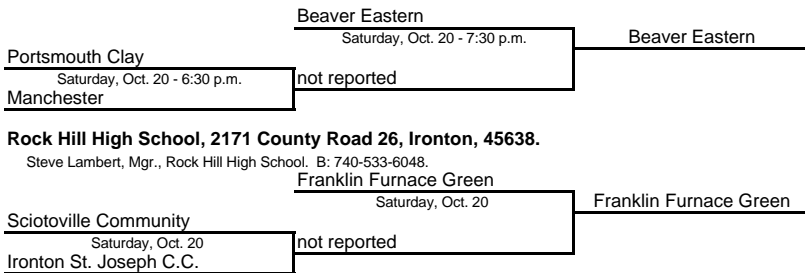 Beaver Eastern
Saturday, Oct. 20 - 7:30 p.m.
Beaver Eastern
Portsmouth Clay
Saturday, Oct. 20 - 6:30 p.m.
not reported
Manchester
Rock Hill High School, 2171 County Road 26, Ironton, 45638.
Steve Lambert, Mgr., Rock Hill High School. B: 740-533-6048.
Franklin Furnace Green
Saturday, Oct. 20
Franklin Furnace Green
Sciotoville Community
Saturday, Oct. 20
not reported
Ironton St. Joseph C.C.